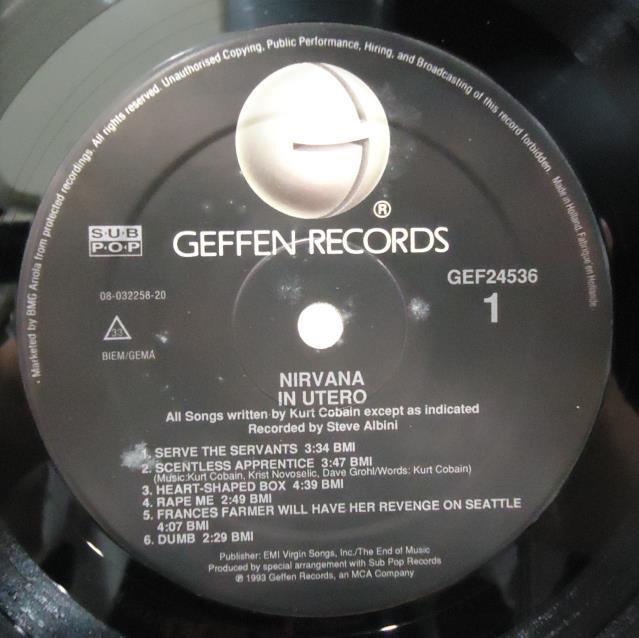 - Marketed by BMG Ariola from protected recordings. All rights reserved. Unauthorised Copying, Public Performance, Hiring, and Broadcasting of this record forbidden. Made in Holland, Fabriqué en Hollande
G
®
SUB
POP
GEFFEN RECORDS
GEF24536
08-032258-20
1
33
BIEM/GEMA
NIRVANA
IN UTERO
All Songs written by Kurt Cobain except as indicated
Recorded by Steve Albini
1. SERVE THE SERVANTS 3:34 BMI
2. SCENTLESS APPRENTICE 3:47 BMI
(Music:Kurt Cobain, Krist Novoselic, Dave Grohl/Words: Kurt Cobain)
3. HEART-SHAPED BOX 4:39 BMI
4. RAPE ME 2:49 BMI
5. FRANCES FARMER WILL HAVE HER REVENGE ON SEATTLE
4:07 BMI
6. DUMB 2:29 BMI
Publisher: EMI Virgin Songs, Inc./The End of Music
Produced by special arrangement with Sub Pop Records
℗ 1993 Geffen Records, an MCA Company